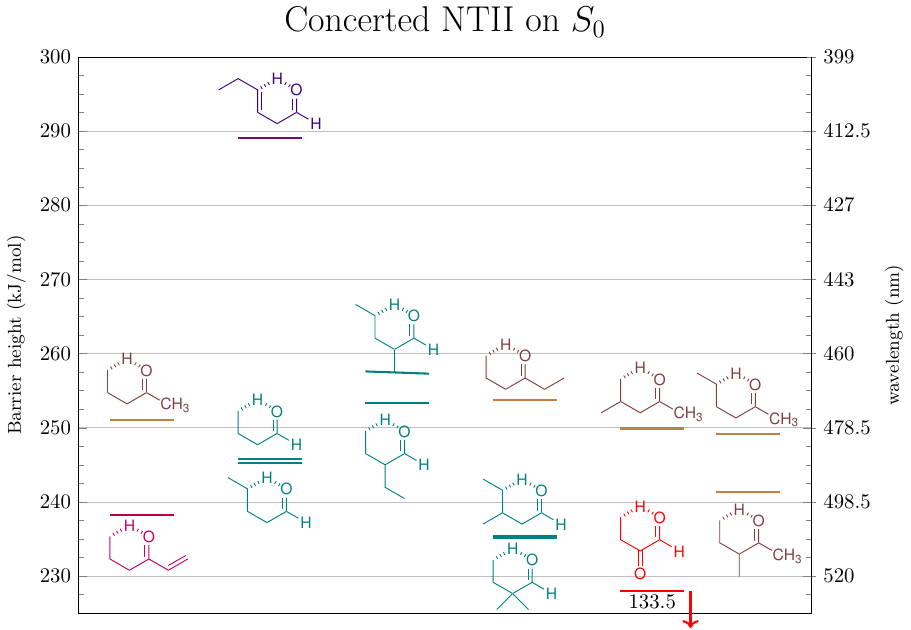 Concerted NTII on S₀
Barrier height (kJ/mol)
wavelength (nm)
300 399
290 412.5
280 427
270 443
260 460
250 478.5
240 498.5
230 520
H
O
H
H
O
H
H
O
CH₃
H
O
H
H
O
H
O
CH₃
H
O
CH₃
H
O
H
H
O
H
H
O
H
H
O
H
O
H
H
O
H
O
H
O
CH₃
H
O
H
133.5